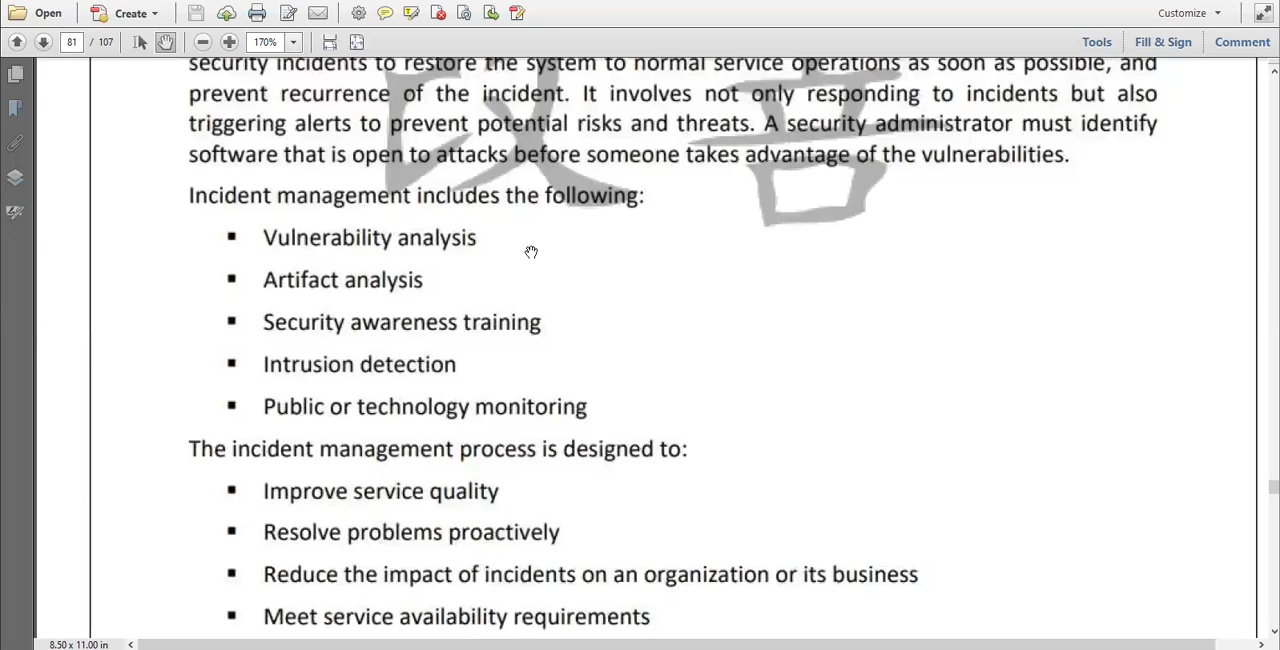 Open
Create
Customize
81 / 107
170%
Tools
Fill & Sign
Comment
security incidents to restore the system to normal service operations as soon as possible, and
prevent recurrence of the incident. It involves not only responding to incidents but also
triggering alerts to prevent potential risks and threats. A security administrator must identify
software that is open to attacks before someone takes advantage of the vulnerabilities.
Incident management includes the following:
▪ Vulnerability analysis
▪ Artifact analysis
▪ Security awareness training
▪ Intrusion detection
▪ Public or technology monitoring
The incident management process is designed to:
▪ Improve service quality
▪ Resolve problems proactively
▪ Reduce the impact of incidents on an organization or its business
▪ Meet service availability requirements
8.50 x 11.00 in